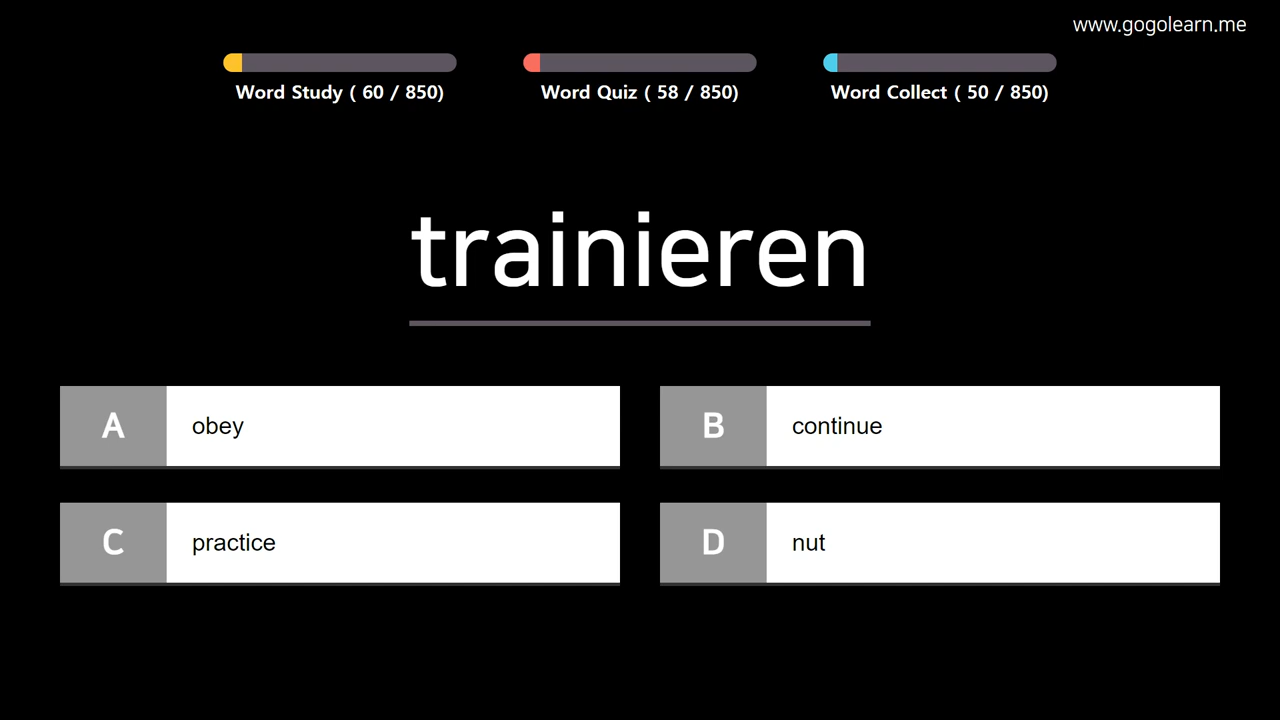 www.gogolearn.me
Word Study ( 60 / 850)
Word Quiz ( 58 / 850)
Word Collect ( 50 / 850)
trainieren
A obey
B continue
C practice
D nut